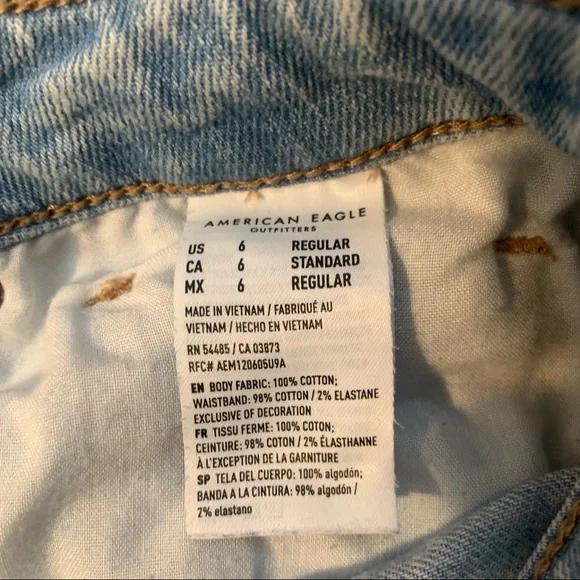 AMERICAN EAGLE
OUTFITTERS
US 6 REGULAR
CA 6 STANDARD
MX 6 REGULAR
MADE IN VIETNAM / FABRIQUÉ AU
VIETNAM / HECHO EN VIETNAM
RN 54485 / CA 03873
RFC# AEM120605U9A
EN BODY FABRIC: 100% COTTON;
WAISTBAND: 98% COTTON / 2% ELASTANE
EXCLUSIVE OF DECORATION
FR TISSU FERME: 100% COTON;
CEINTURE: 98% COTON / 2% ÉLASTHANNE
À L'EXCEPTION DE LA GARNITURE
SP TELA DEL CUERPO: 100% algodón;
BANDA A LA CINTURA: 98% algodón /
2% elastano